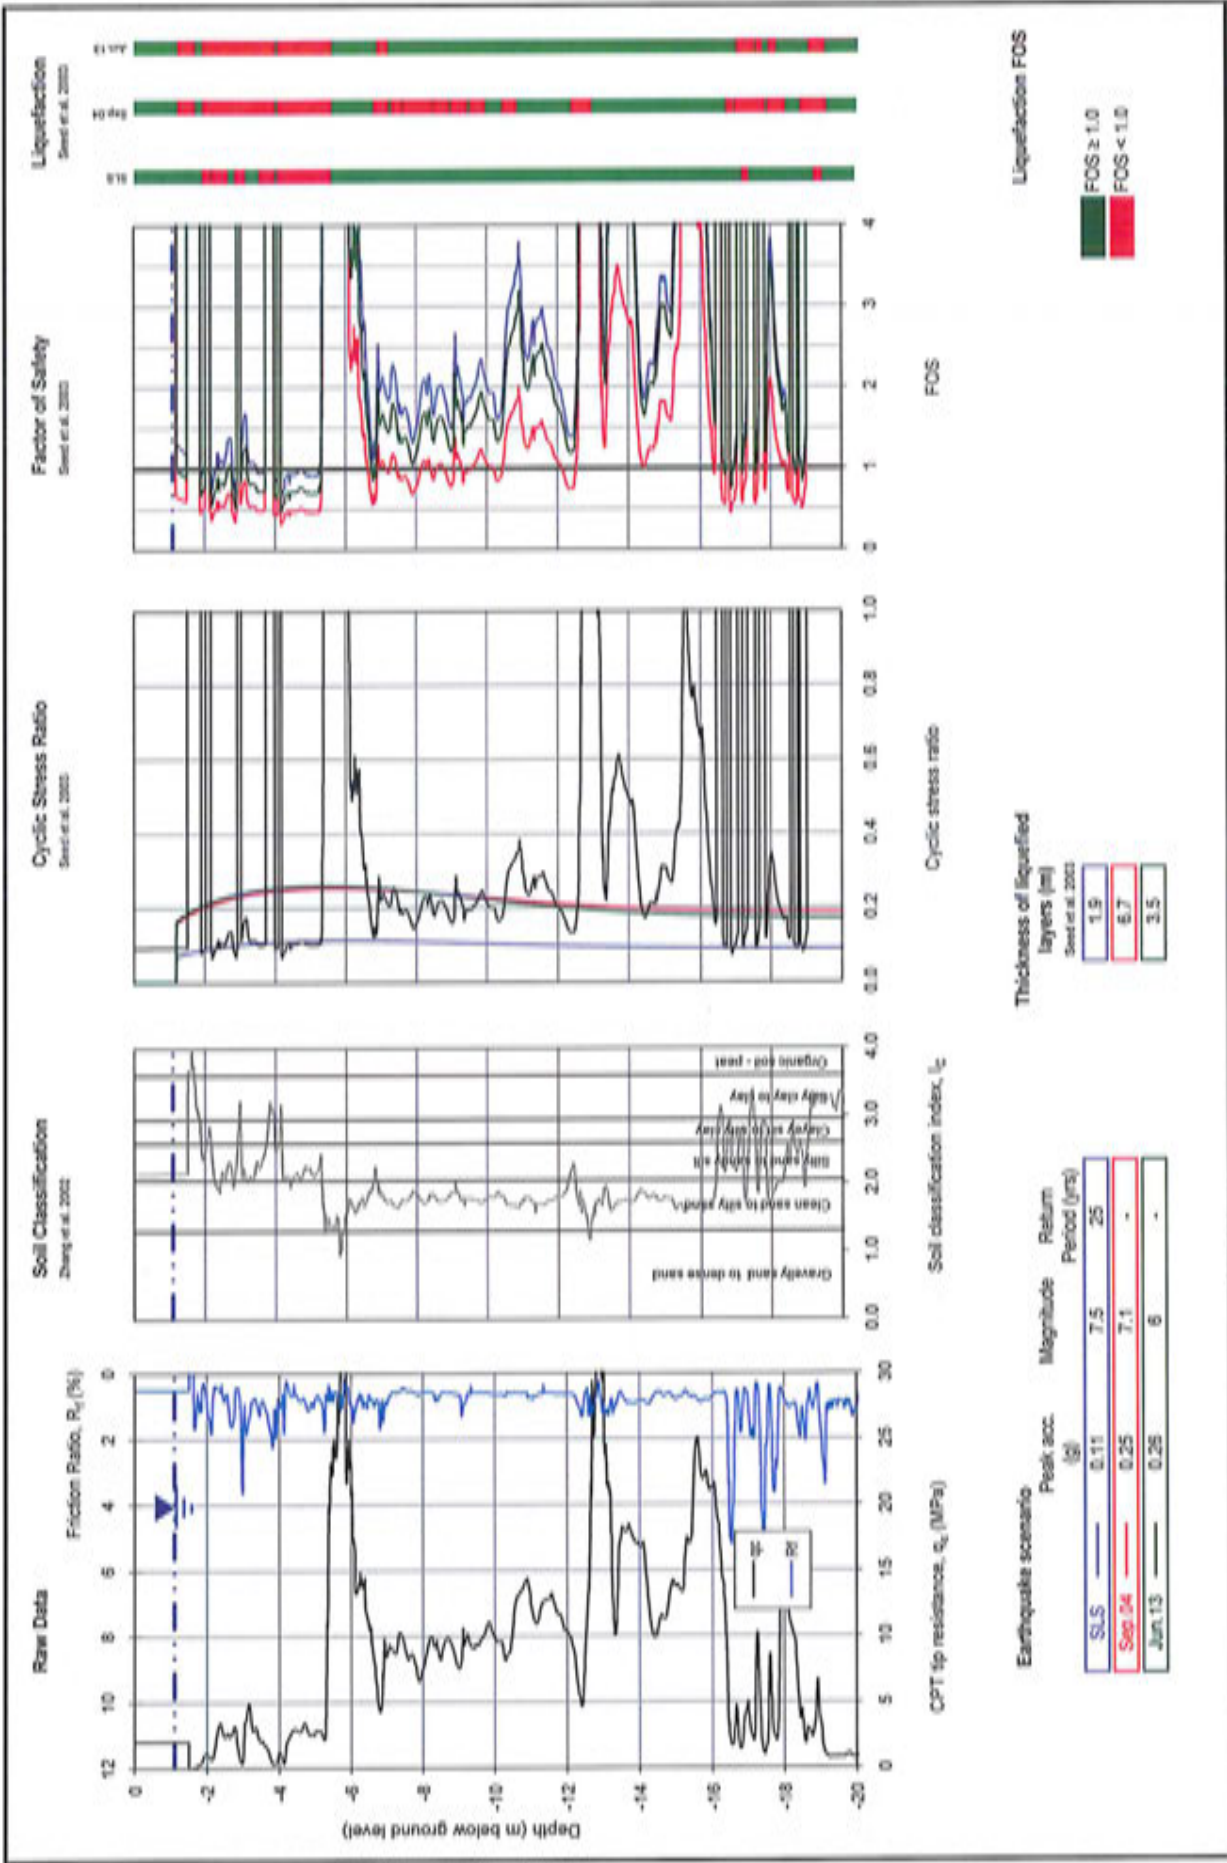 Raw Data
Friction Ratio, Rf (%)
12 10 8 6 4 2 0
0
-2
-4
-6
-8
-10
-12
-14
-16
-18
-20
Depth (m below ground level)
qc
Rf
0 5 10 15 20 25 30
CPT tip resistance, qc (MPa)
Soil Classification
Zhang et al. 2002
Gravelly sand to dense sand
Clean sand to silty sand
Silty sand to sandy silt
Clayey silt to silty clay
Silty clay to clay
Organic soil - peat
0.0 1.0 2.0 3.0 4.0
Soil classification index, Ic
Cyclic Stress Ratio
Seed et al. 2003
0.0 0.2 0.4 0.6 0.8 1.0
Cyclic stress ratio
Factor of Safety
Seed et al. 2003
0 1 2 3 4
FOS
Liquefaction
Seed et al. 2003
SLS Sep.04 Jun.13
Earthquake scenario
Peak acc. (g) Magnitude Return Period (yrs)
SLS 0.11 7.5 25
Sep.04 0.25 7.1 -
Jun.13 0.26 6 -
Thickness of liquefied
layers (m)
Seed et al. 2003
1.9
6.7
3.5
Liquefaction FOS
FOS ≥ 1.0
FOS < 1.0